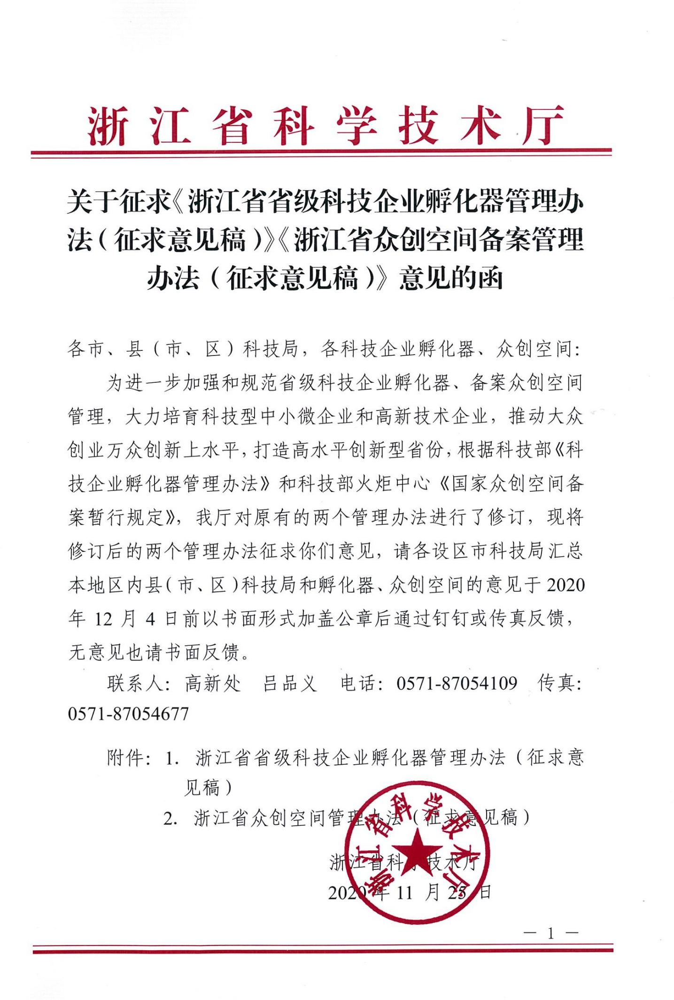 浙江省科学技术厅
关于征求《浙江省省级科技企业孵化器管理办
法（征求意见稿）》《浙江省众创空间备案管理
办法（征求意见稿）》意见的函
各市、县（市、区）科技局，各科技企业孵化器、众创空间：
为进一步加强和规范省级科技企业孵化器、备案众创空间
管理，大力培育科技型中小微企业和高新技术企业，推动大众
创业万众创新上水平，打造高水平创新型省份，根据科技部《科
技企业孵化器管理办法》和科技部火炬中心《国家众创空间备
案暂行规定》，我厅对原有的两个管理办法进行了修订，现将
修订后的两个管理办法征求你们意见，请各设区市科技局汇总
本地区内县（市、区）科技局和孵化器、众创空间的意见于 2020
年 12 月 4 日前以书面形式加盖公章后通过钉钉或传真反馈，
无意见也请书面反馈。
联系人：高新处 吕品义 电话：0571-87054109 传真：
0571-87054677
附件：1. 浙江省省级科技企业孵化器管理办法（征求意
见稿）
2. 浙江省众创空间管理办法（征求意见稿）
浙江省科学技术厅
浙江省科学技术厅
2020 年 11 月 25 日
— 1 —